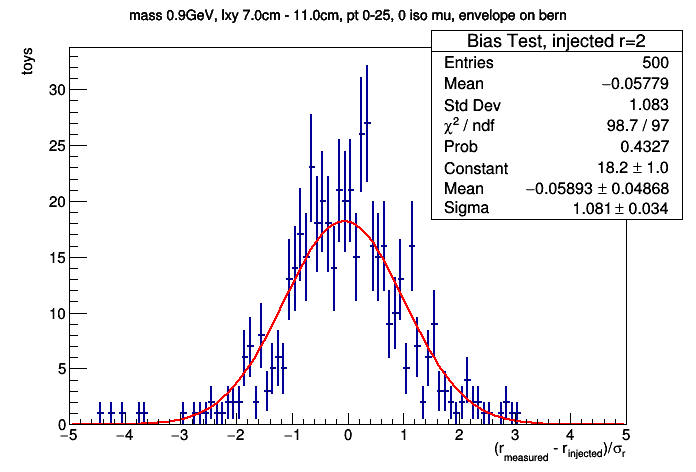 mass 0.9GeV, lxy 7.0cm - 11.0cm, pt 0-25, 0 iso mu, envelope on bern
Bias Test, injected r=2
Entries 500
Mean −0.05779
Std Dev 1.083
χ² / ndf 98.7 / 97
Prob 0.4327
Constant 18.2 ± 1.0
Mean −0.05893 ± 0.04868
Sigma 1.081 ± 0.034
toys
30
25
20
15
10
5
0
−5 −4 −3 −2 −1 0 1 2 3 4 5
(r_measured - r_injected)/σ_r